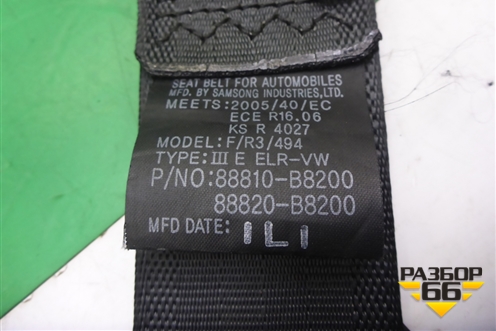 SEAT BELT FOR AUTOMOBILES
MFD. BY SAMSONG INDUSTRIES, LTD.
MEETS: 2005/40/EC
ECE R16.06
KS R 4027
MODEL: F/R3/494
TYPE: III E ELR-VW
P/NO: 88810-B8200
88820-B8200
MFD DATE: 1L1
РАЗБОР
66